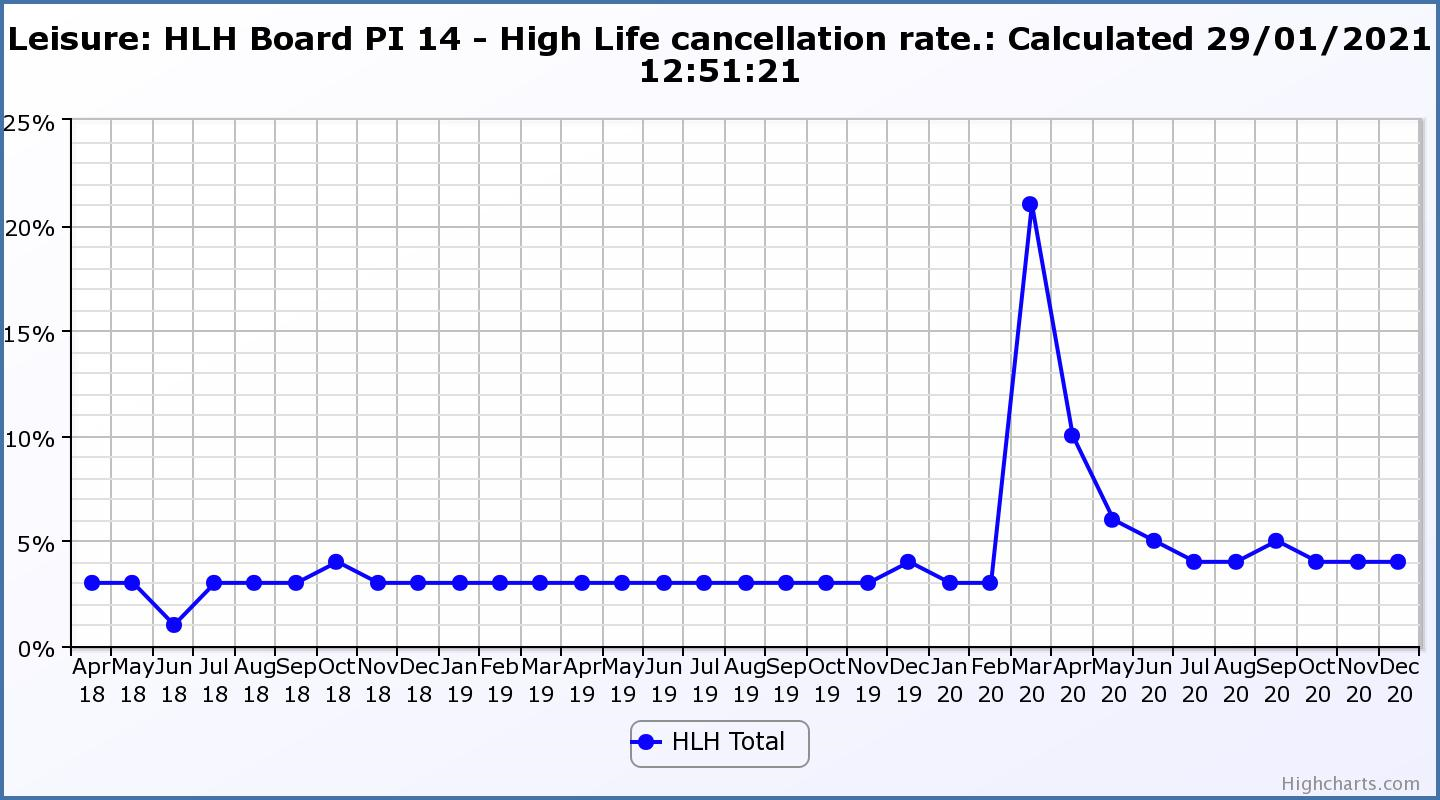 Leisure: HLH Board PI 14 - High Life cancellation rate.: Calculated 29/01/2021
12:51:21
25%
20%
15%
10%
5%
0%
Apr May Jun Jul Aug Sep Oct Nov Dec Jan Feb Mar Apr May Jun Jul Aug Sep Oct Nov Dec Jan Feb Mar Apr May Jun Jul Aug Sep Oct Nov Dec
18 18 18 18 18 18 18 18 18 19 19 19 19 19 19 19 19 19 19 19 19 20 20 20 20 20 20 20 20 20 20 20 20
HLH Total
Highcharts.com